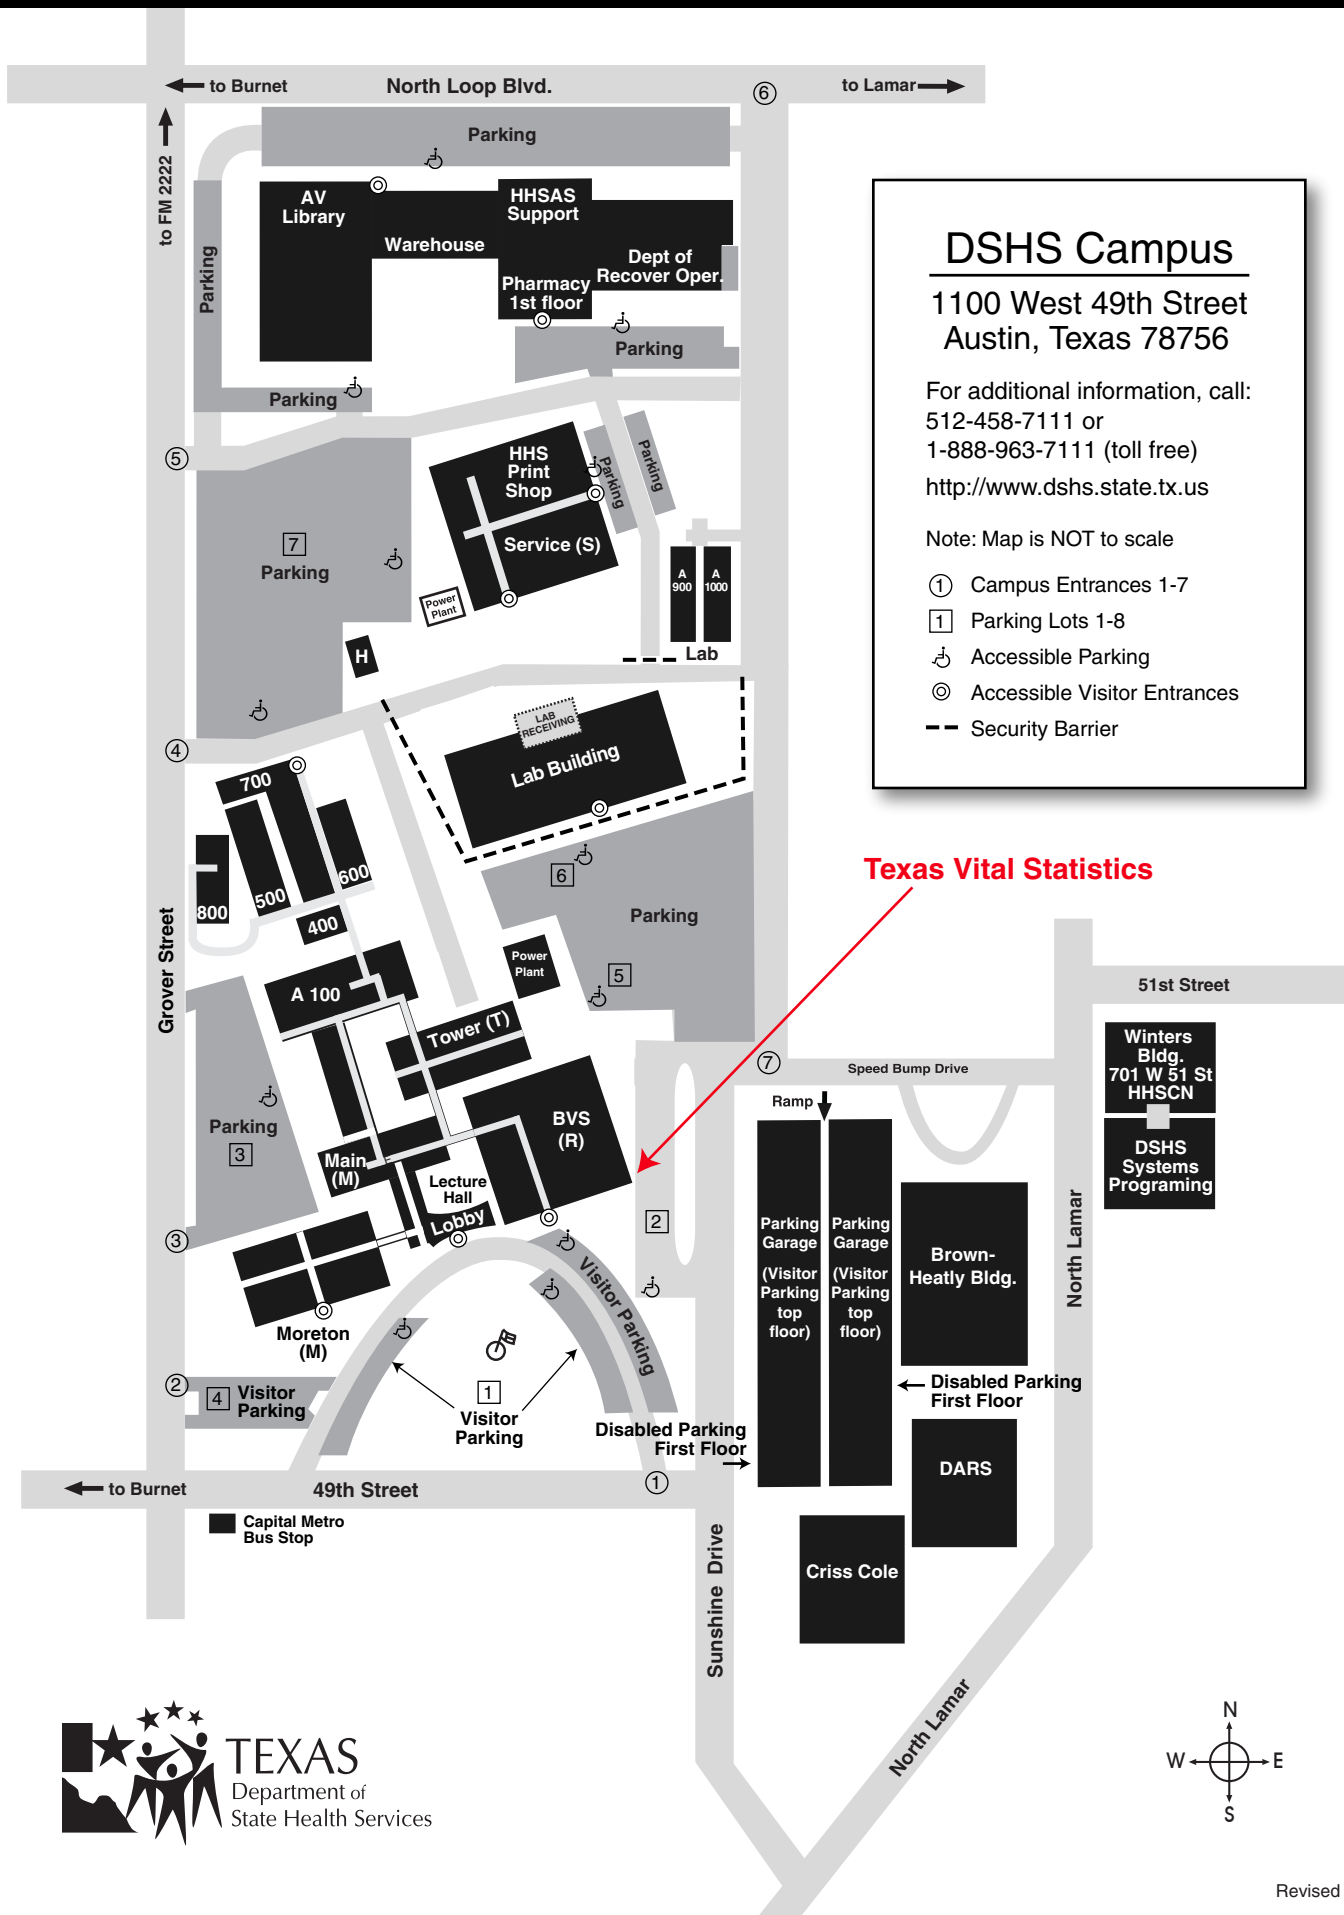 to Burnet
North Loop Blvd.
6
to Lamar
to FM 2222
Parking
AV
Library
HHSAS
Support
Warehouse
Dept of
Recover Oper.
Pharmacy
1st floor
Parking
Parking
Parking
5
HHS
Print
Shop
Parking
Parking
Service (S)
7
Parking
Power
Plant
A
900
A
1000
H
Lab
LAB
RECEIVING
Lab Building
4
700
600
500
800
400
6
Parking
Grover Street
Power
Plant
5
A 100
Tower (T)
BVS
(R)
Parking
3
Main
(M)
Lecture
Hall
Lobby
2
3
Visitor Parking
Moreton
(M)
2
4
Visitor
Parking
1
Visitor
Parking
Disabled Parking
First Floor
to Burnet
49th Street
1
Capital Metro
Bus Stop
DSHS Campus
1100 West 49th Street
Austin, Texas 78756
For additional information, call:
512-458-7111 or
1-888-963-7111 (toll free)
http://www.dshs.state.tx.us
Note: Map is NOT to scale
1 Campus Entrances 1-7
1 Parking Lots 1-8
Accessible Parking
Accessible Visitor Entrances
Security Barrier
Texas Vital Statistics
51st Street
Winters
Bldg.
701 W 51 St
HHSCN
DSHS
Systems
Programing
7
Speed Bump Drive
Ramp
Parking
Garage
(Visitor
Parking
top
floor)
Parking
Garage
(Visitor
Parking
top
floor)
Brown-
Heatly Bldg.
North Lamar
Disabled Parking
First Floor
DARS
Criss Cole
Sunshine Drive
North Lamar
N
W
E
S
TEXAS
Department of
State Health Services
Revised